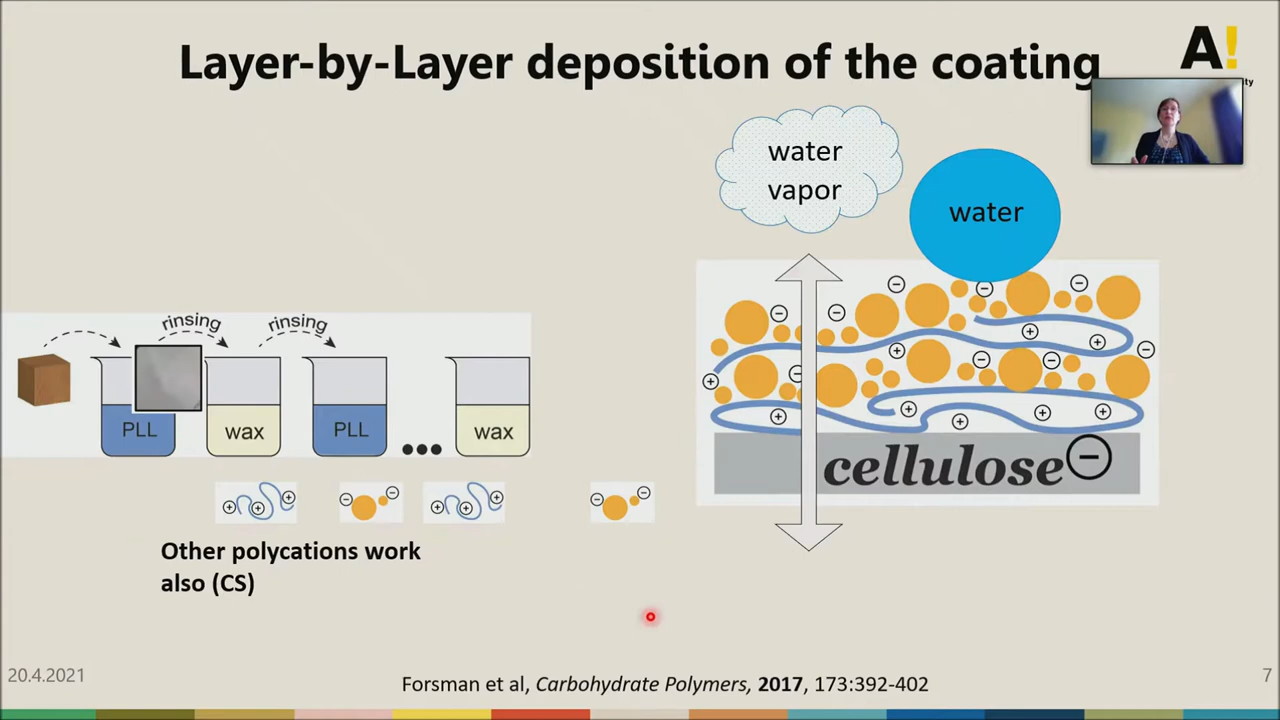 Layer-by-Layer deposition of the coating
A!
ity
water
vapor
water
rinsing
rinsing
PLL
wax
PLL
wax
cellulose
Other polycations work
also (CS)
20.4.2021
Forsman et al, Carbohydrate Polymers, 2017, 173:392-402
7